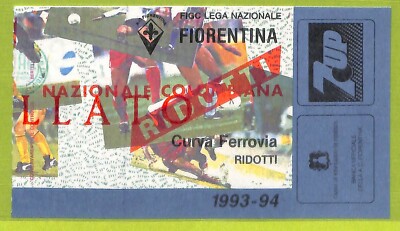 FIGC LEGA NAZIONALE
FIORENTINA
NAZIONALE COLOMBIANA
LLATO
RIDOTTI
Curva Ferrovia
RIDOTTI
1993-94
7UP